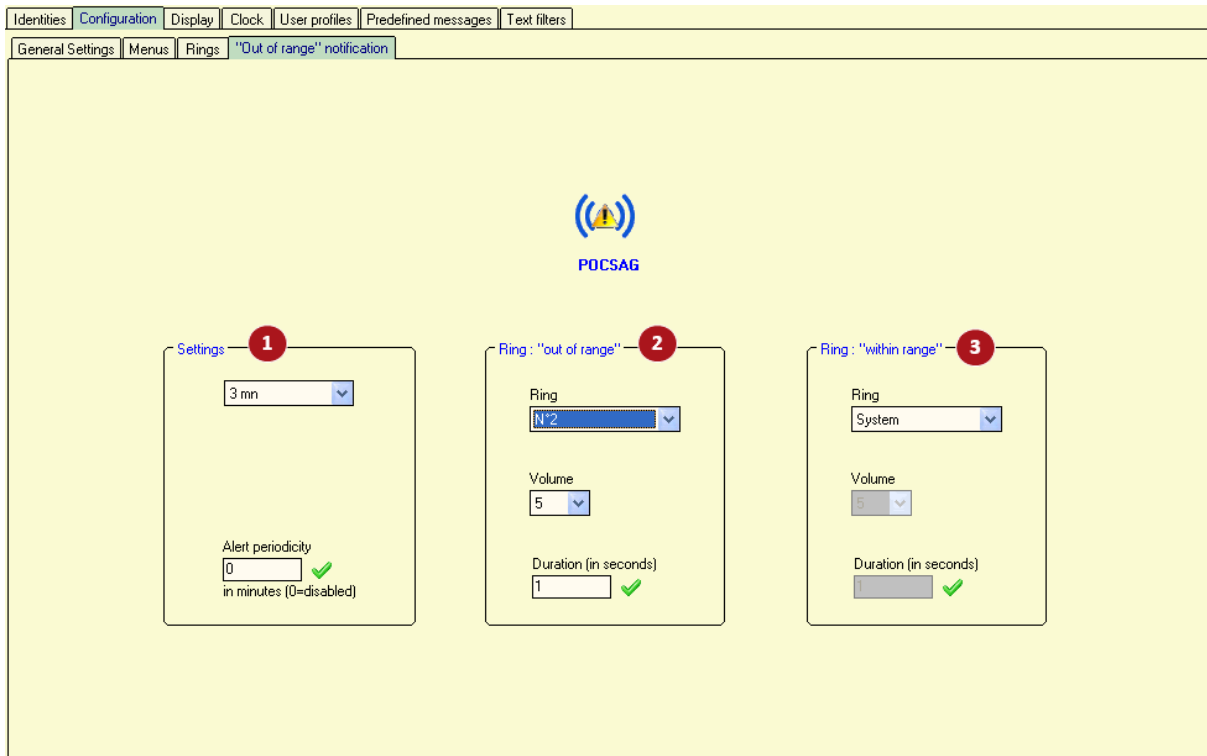 Identities Configuration Display Clock User profiles Predefined messages Text filters
General Settings Menus Rings "Out of range" notification
POCSAG
Settings 1
3 mn
Alert periodicity
0
in minutes (0=disabled)
Ring : "out of range" 2
Ring
N°2
Volume
5
Duration (in seconds)
1
Ring : "within range" 3
Ring
System
Volume
5
Duration (in seconds)
1